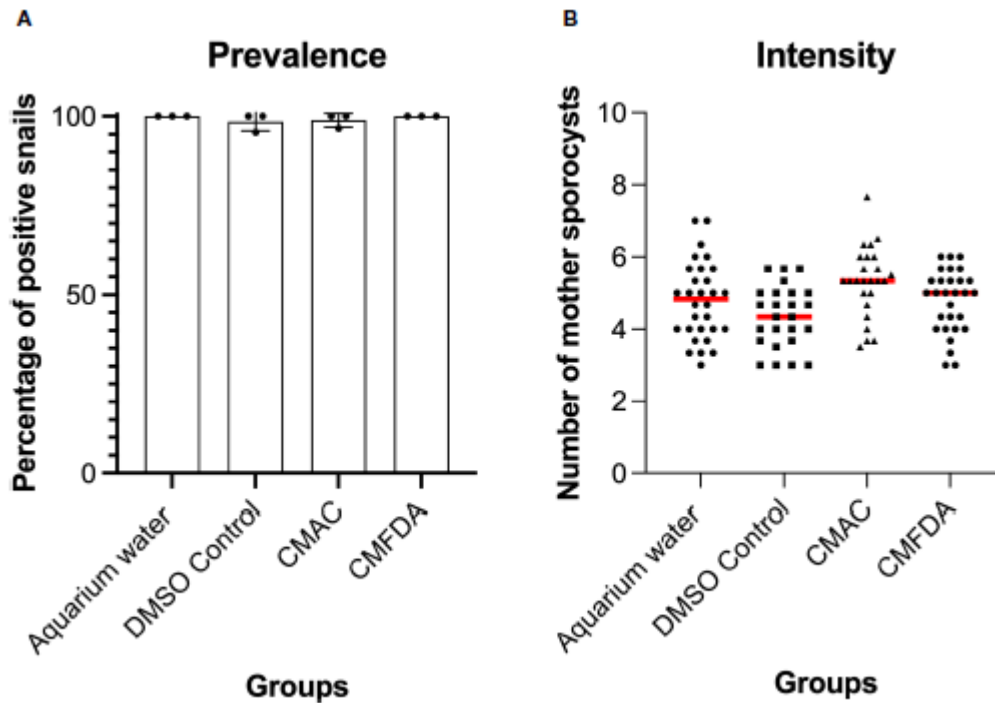 A
Prevalence
Percentage of positive snails
100
50
0
Aquarium water
DMSO Control
CMAC
CMFDA
Groups
B
Intensity
Number of mother sporocysts
10
8
6
4
2
0
Aquarium water
DMSO Control
CMAC
CMFDA
Groups